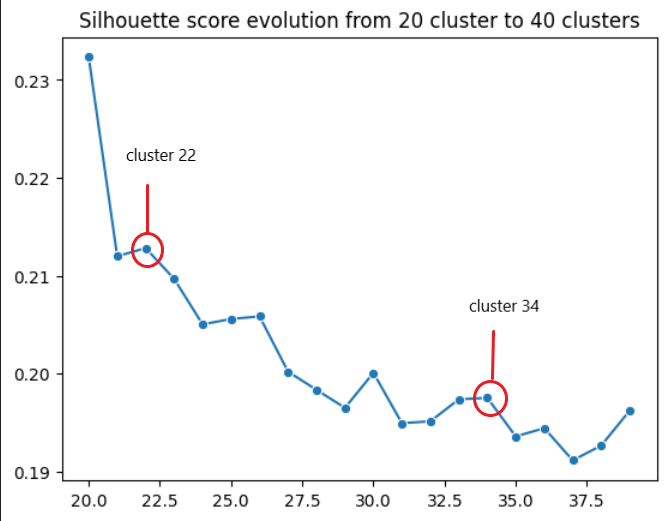 Silhouette score evolution from 20 cluster to 40 clusters
0.23
cluster 22
0.22
0.21
cluster 34
0.20
0.19
20.0 22.5 25.0 27.5 30.0 32.5 35.0 37.5